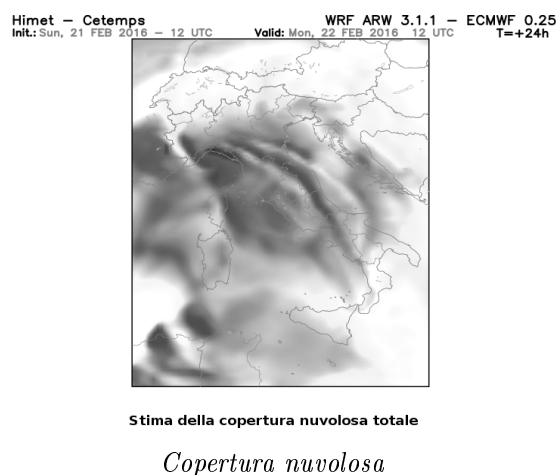 Himet – Cetemps WRF ARW 3.1.1 – ECMWF 0.25
Init.: Sun, 21 FEB 2016 – 12 UTC Valid: Mon, 22 FEB 2016 12 UTC T=+24h
Stima della copertura nuvolosa totale
Copertura nuvolosa